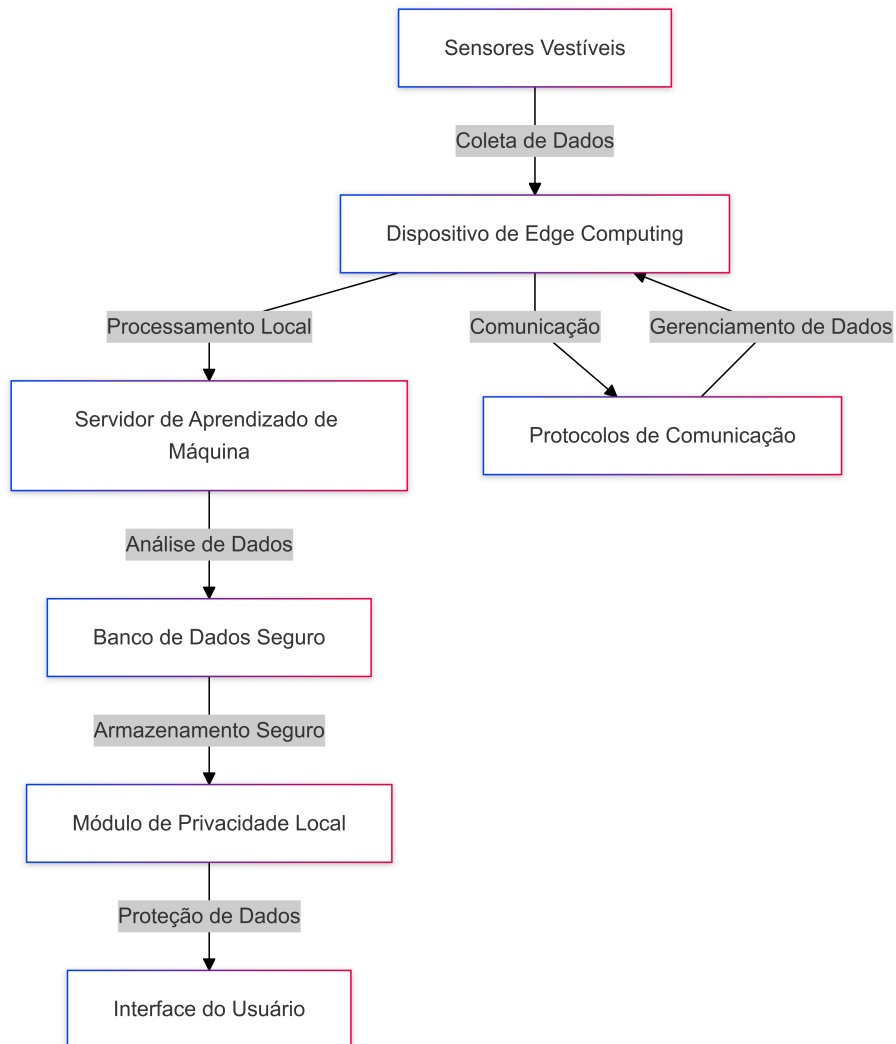 Sensores Vestíveis
Coleta de Dados
Dispositivo de Edge Computing
Processamento Local
Comunicação
Gerenciamento de Dados
Servidor de Aprendizado de
Máquina
Protocolos de Comunicação
Análise de Dados
Banco de Dados Seguro
Armazenamento Seguro
Módulo de Privacidade Local
Proteção de Dados
Interface do Usuário